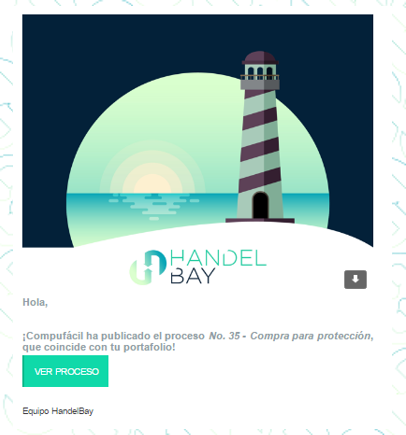 HANDEL
BAY
Hola,
¡Compufácil ha publicado el proceso No. 35 - Compra para protección,
que coincide con tu portafolio!
VER PROCESO
Equipo HandelBay